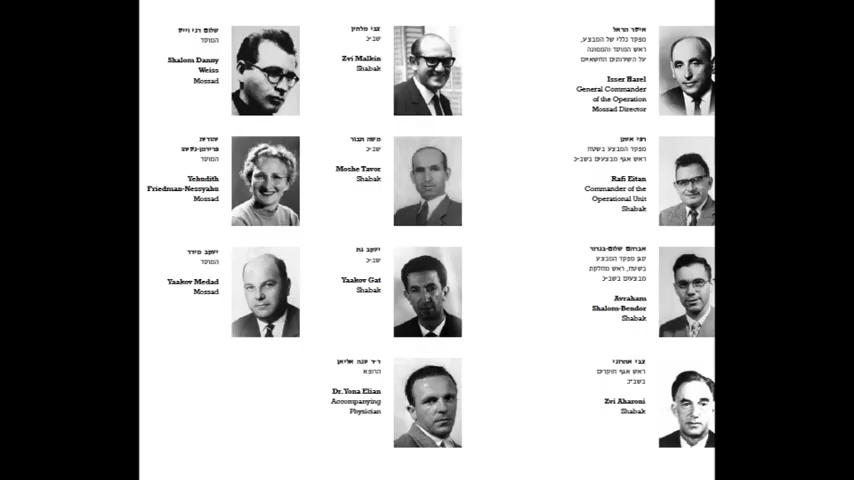 איסר הראל
מפקד כללי של המבצע,
ראש המוסד והממונה
על השירותים החשאיים
Isser Harel
General Commander
of the Operation
Mossad Director
רפי איתן
מפקד המבצע בשטח
ראש אגף מבצעים בשב״כ
Rafi Eitan
Commander of the
Operational Unit
Shabak
אברהם שלום-בנדור
סגן מפקד המבצע
בשטח, ראש מחלקת
מבצעים בשב״כ
Avraham
Shalom-Bendor
Shabak
צבי אהרוני
ראש אגף חוקרים
בשב״כ
Zvi Aharoni
Shabak
צבי מלחין
שב״כ
Zvi Malkin
Shabak
משה תבור
שב״כ
Moshe Tavor
Shabak
יעקב גת
שב״כ
Yaakov Gat
Shabak
ד״ר יונה אליאן
הרופא
Dr. Yona Elian
Accompanying
Physician
שלום דני וייס
המוסד
Shalom Danny
Weiss
Mossad
יהודית
פרידמן-נסיהו
המוסד
Yehudith
Friedman-Nessyahu
Mossad
יעקב מידד
המוסד
Yaakov Medad
Mossad